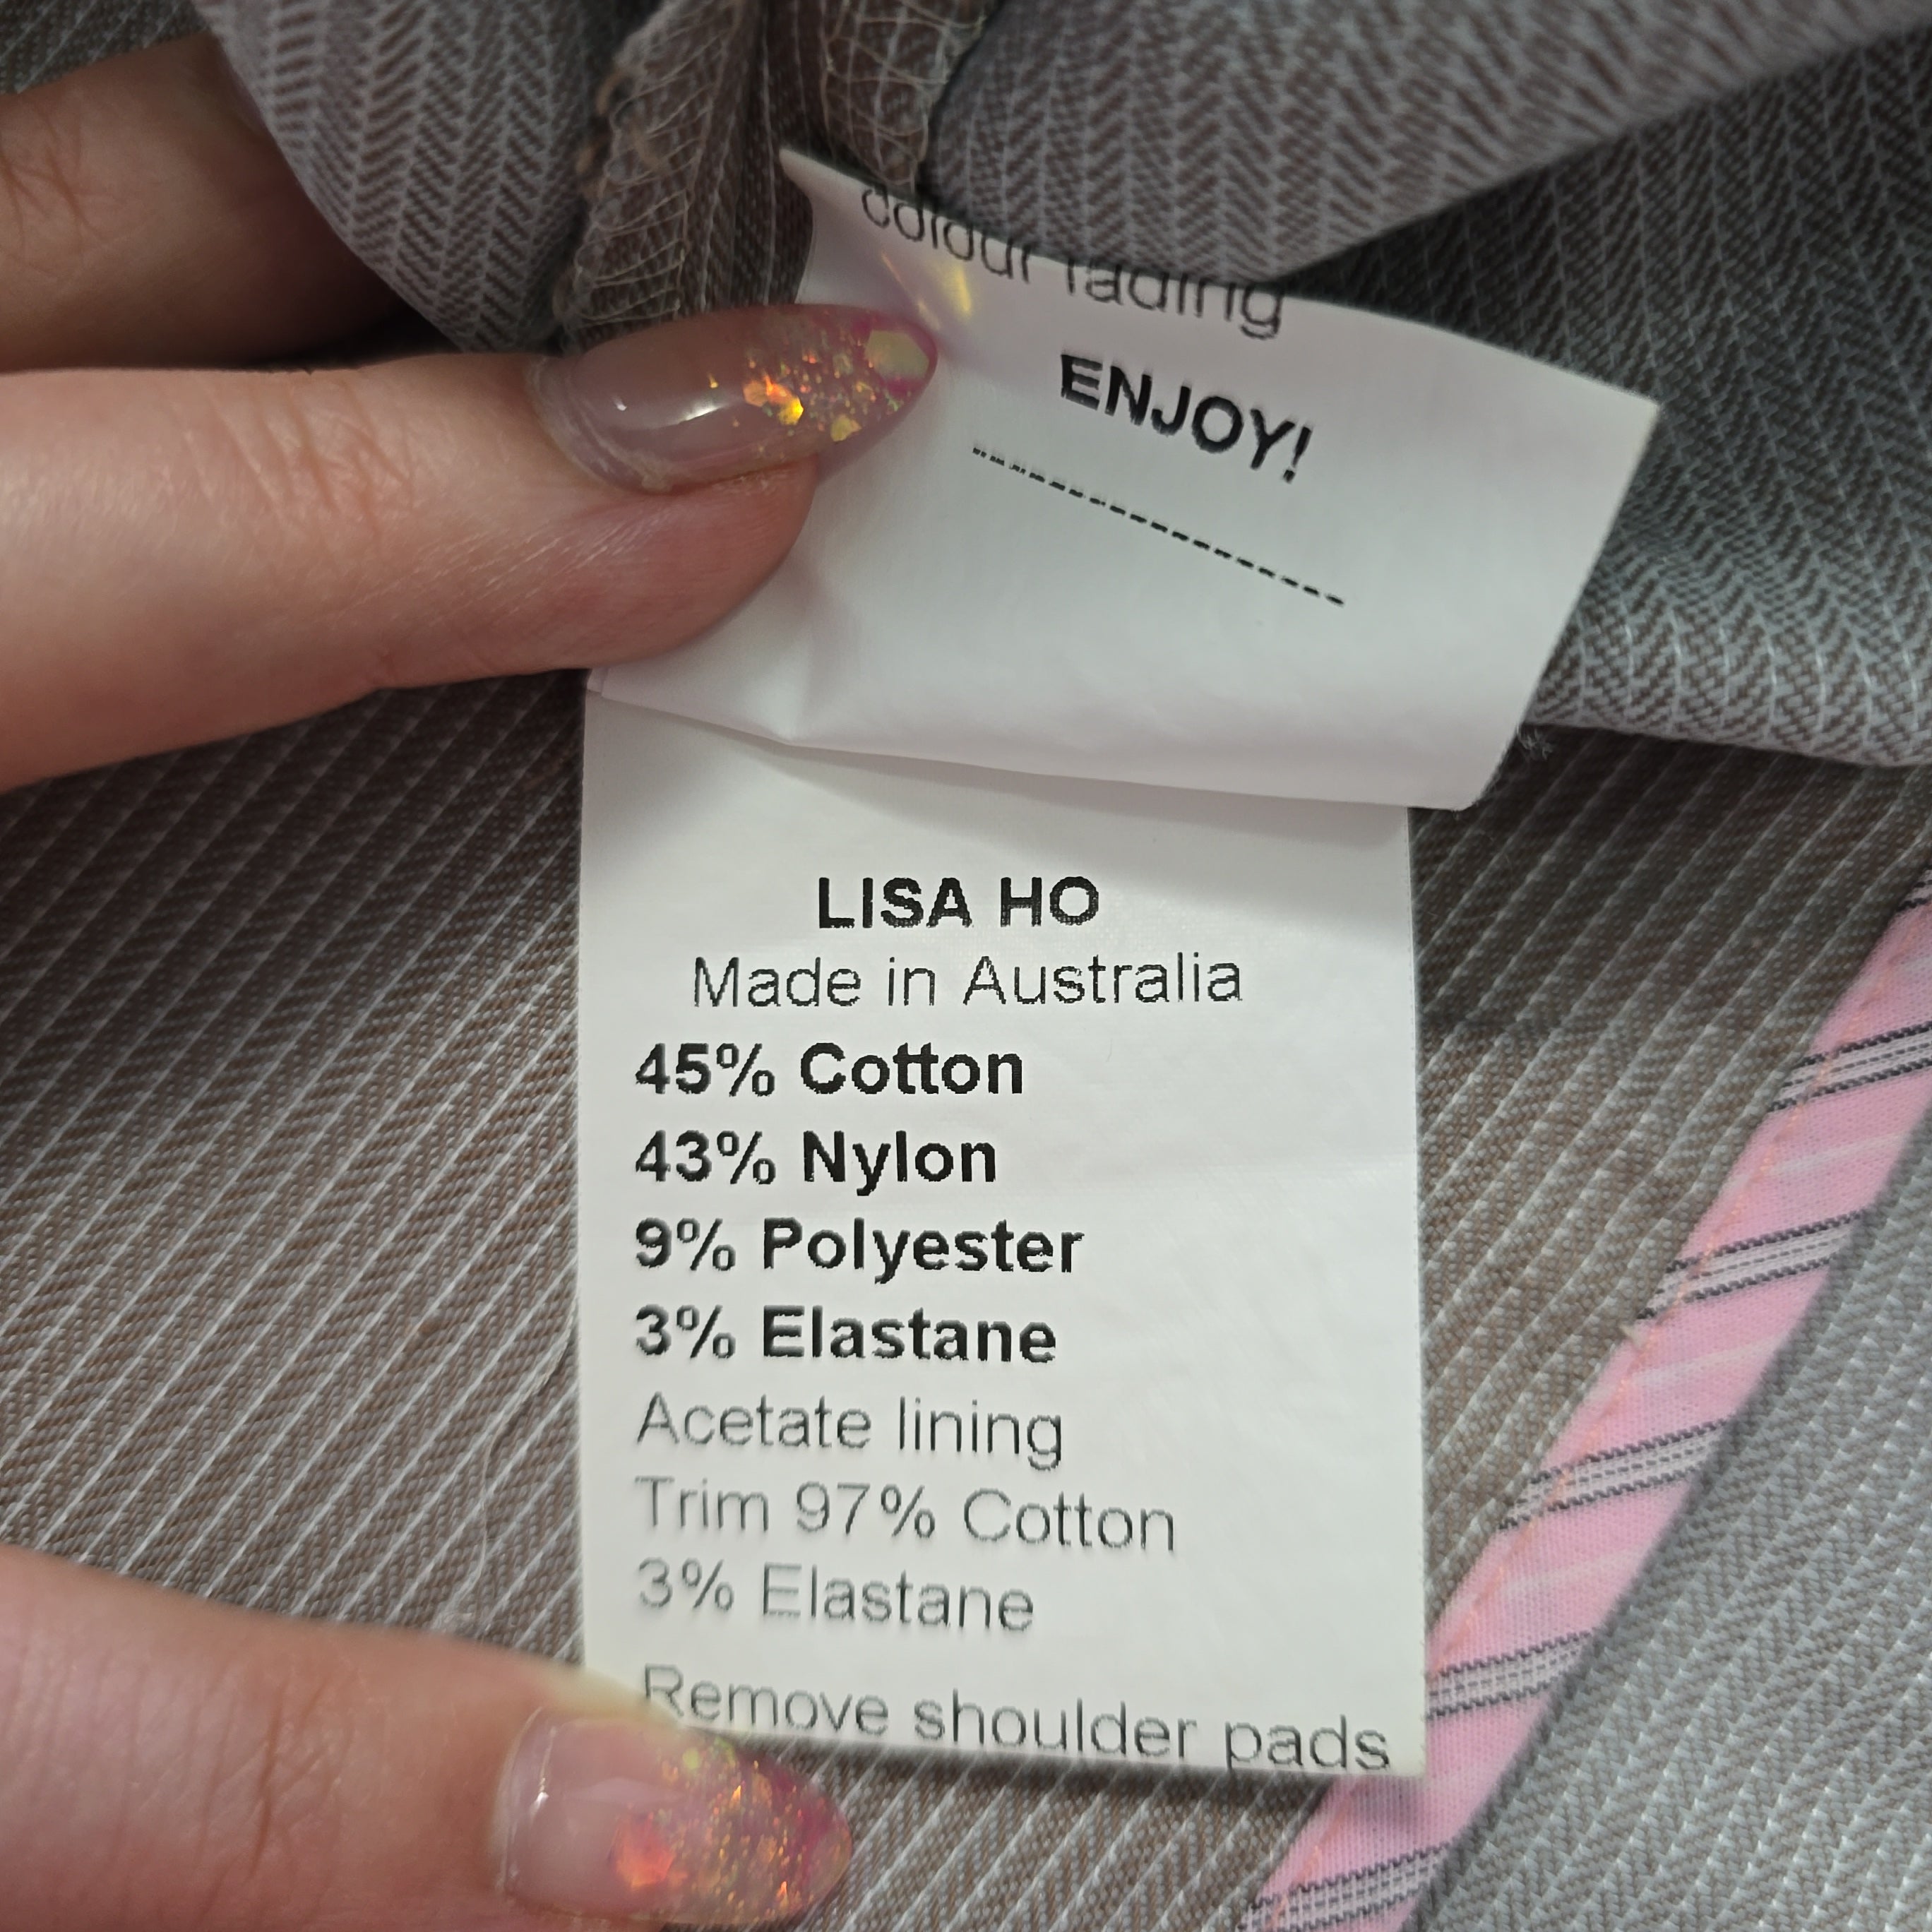 colour fading
ENJOY!
LISA HO
Made in Australia
45% Cotton
43% Nylon
9% Polyester
3% Elastane
Acetate lining
Trim 97% Cotton
3% Elastane
Remove shoulder pads